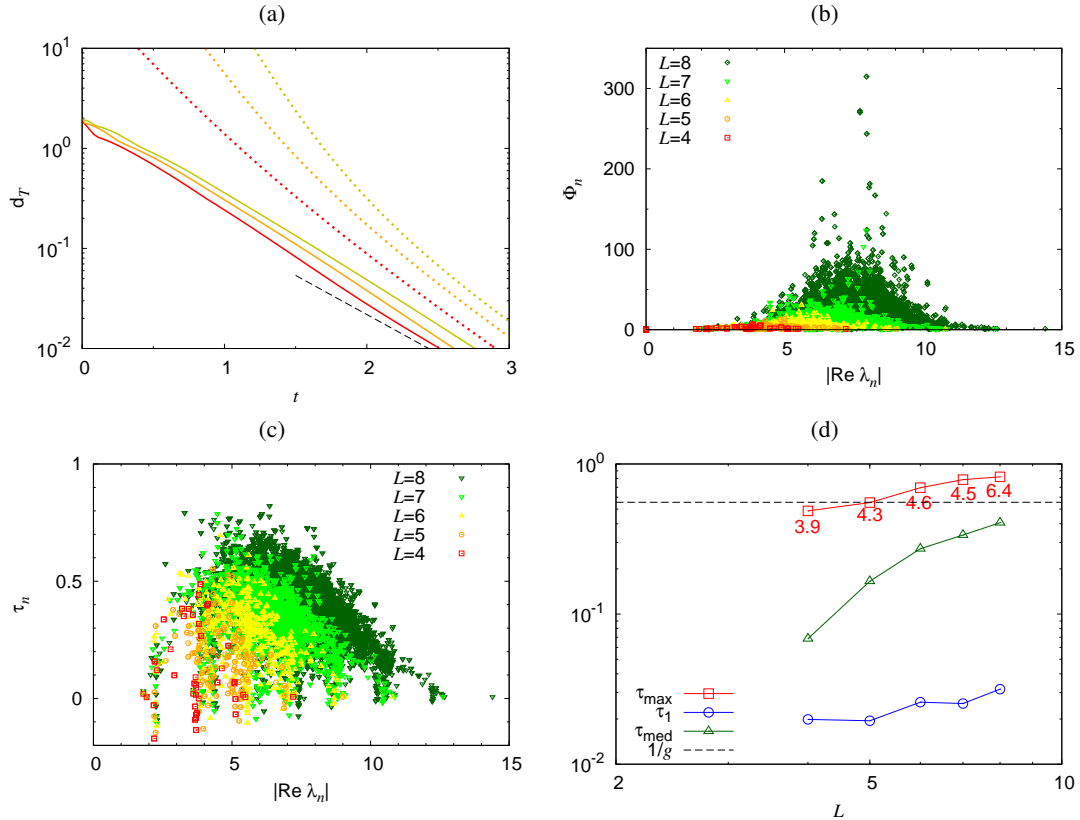 (a)
d_T
10^1
10^0
10^-1
10^-2
0 1 2 3
t
(b)
Φ_n
300
200
100
0
L=8
L=7
L=6
L=5
L=4
0 5 10 15
|Re λ_n|
(c)
τ_n
1
0.5
0
L=8
L=7
L=6
L=5
L=4
0 5 10 15
|Re λ_n|
(d)
10^0
10^-1
10^-2
3.9 4.3 4.6 4.5 6.4
τ_max
τ_1
τ_med
1/g
2 5 10
L